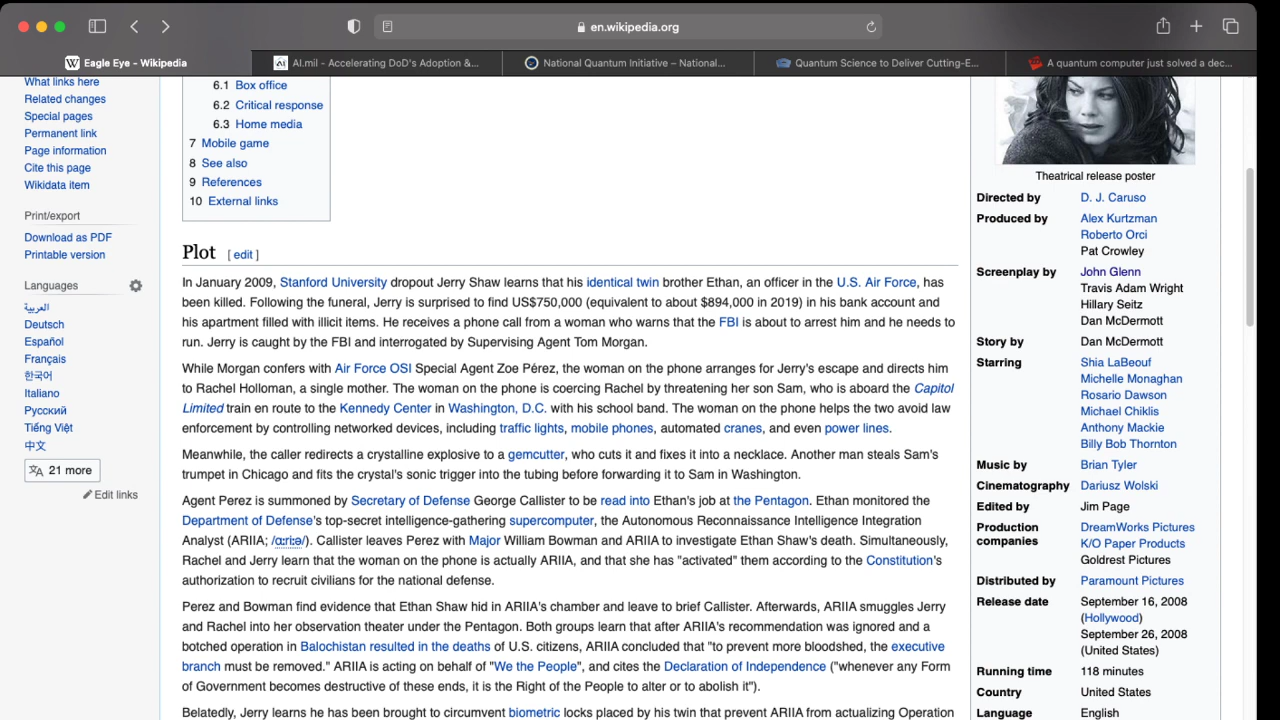 en.wikipedia.org
Eagle Eye - Wikipedia
AI.mil - Accelerating DoD's Adoption &...
National Quantum Initiative – National...
Quantum Science to Deliver Cutting-E...
A quantum computer just solved a dec...
What links here
Related changes
Special pages
Permanent link
Page information
Cite this page
Wikidata item
Print/export
Download as PDF
Printable version
Languages
العربية
Deutsch
Español
Français
한국어
Italiano
Русский
Tiếng Việt
中文
21 more
Edit links
6.1 Box office
6.2 Critical response
6.3 Home media
7 Mobile game
8 See also
9 References
10 External links
Plot [ edit ]
In January 2009, Stanford University dropout Jerry Shaw learns that his identical twin brother Ethan, an officer in the U.S. Air Force, has
been killed. Following the funeral, Jerry is surprised to find US$750,000 (equivalent to about $894,000 in 2019) in his bank account and
his apartment filled with illicit items. He receives a phone call from a woman who warns that the FBI is about to arrest him and he needs to
run. Jerry is caught by the FBI and interrogated by Supervising Agent Tom Morgan.
While Morgan confers with Air Force OSI Special Agent Zoe Pérez, the woman on the phone arranges for Jerry's escape and directs him
to Rachel Holloman, a single mother. The woman on the phone is coercing Rachel by threatening her son Sam, who is aboard the Capitol
Limited train en route to the Kennedy Center in Washington, D.C. with his school band. The woman on the phone helps the two avoid law
enforcement by controlling networked devices, including traffic lights, mobile phones, automated cranes, and even power lines.
Meanwhile, the caller redirects a crystalline explosive to a gemcutter, who cuts it and fixes it into a necklace. Another man steals Sam's
trumpet in Chicago and fits the crystal's sonic trigger into the tubing before forwarding it to Sam in Washington.
Agent Perez is summoned by Secretary of Defense George Callister to be read into Ethan's job at the Pentagon. Ethan monitored the
Department of Defense's top-secret intelligence-gathering supercomputer, the Autonomous Reconnaissance Intelligence Integration
Analyst (ARIIA; /ɑːriːə/). Callister leaves Perez with Major William Bowman and ARIIA to investigate Ethan Shaw's death. Simultaneously,
Rachel and Jerry learn that the woman on the phone is actually ARIIA, and that she has "activated" them according to the Constitution's
authorization to recruit civilians for the national defense.
Perez and Bowman find evidence that Ethan Shaw hid in ARIIA's chamber and leave to brief Callister. Afterwards, ARIIA smuggles Jerry
and Rachel into her observation theater under the Pentagon. Both groups learn that after ARIIA's recommendation was ignored and a
botched operation in Balochistan resulted in the deaths of U.S. citizens, ARIIA concluded that "to prevent more bloodshed, the executive
branch must be removed." ARIIA is acting on behalf of "We the People", and cites the Declaration of Independence ("whenever any Form
of Government becomes destructive of these ends, it is the Right of the People to alter or to abolish it").
Belatedly, Jerry learns he has been brought to circumvent biometric locks placed by his twin that prevent ARIIA from actualizing Operation
Theatrical release poster
Directed by D. J. Caruso
Produced by Alex Kurtzman
Roberto Orci
Pat Crowley
Screenplay by John Glenn
Travis Adam Wright
Hillary Seitz
Dan McDermott
Story by Dan McDermott
Starring Shia LaBeouf
Michelle Monaghan
Rosario Dawson
Michael Chiklis
Anthony Mackie
Billy Bob Thornton
Music by Brian Tyler
Cinematography Dariusz Wolski
Edited by Jim Page
Production DreamWorks Pictures
companies K/O Paper Products
Goldrest Pictures
Distributed by Paramount Pictures
Release date September 16, 2008
(Hollywood)
September 26, 2008
(United States)
Running time 118 minutes
Country United States
Language English